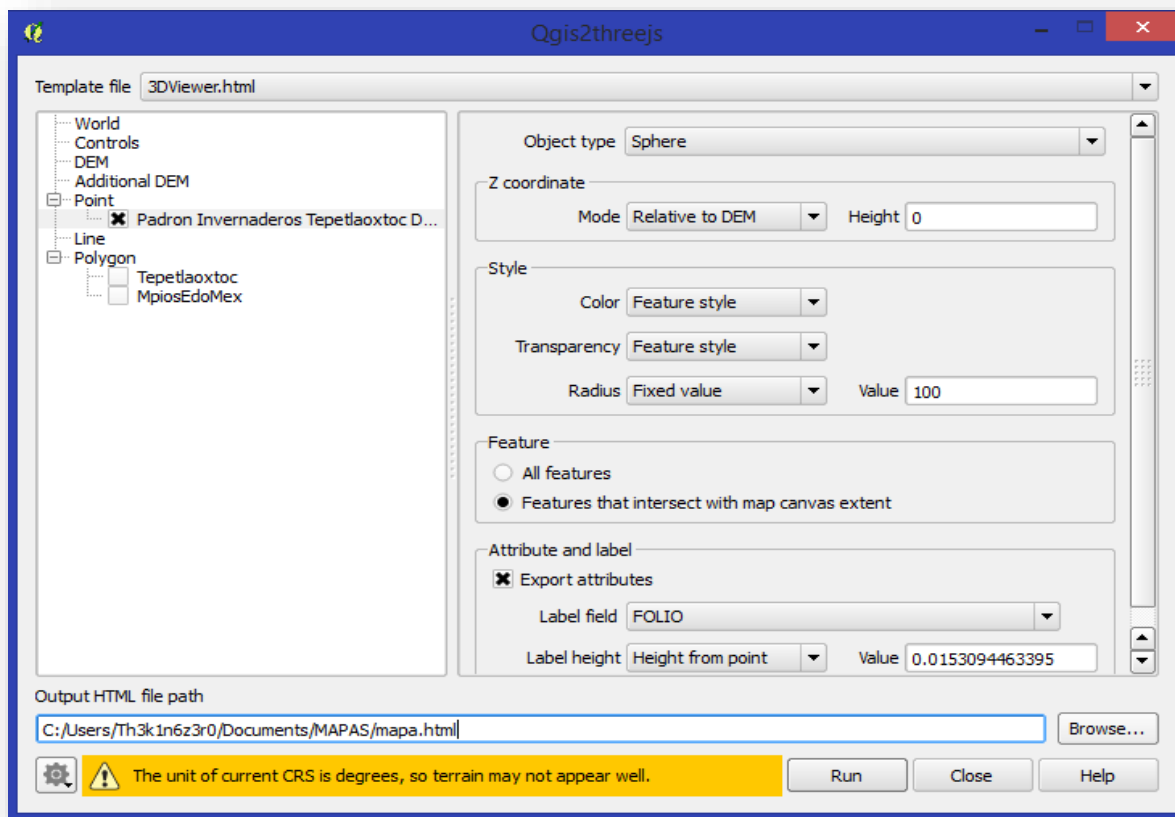 Qgis2threejs
Template file 3DViewer.html
World
Controls
DEM
Additional DEM
Point
Padron Invernaderos Tepetlaoxtoc D...
Line
Polygon
Tepetlaoxtoc
MpiosEdoMex
Object type Sphere
Z coordinate
Mode Relative to DEM Height 0
Style
Color Feature style
Transparency Feature style
Radius Fixed value Value 100
Feature
All features
Features that intersect with map canvas extent
Attribute and label
Export attributes
Label field FOLIO
Label height Height from point Value 0.0153094463395
Output HTML file path
C:/Users/Th3k1n6z3r0/Documents/MAPAS/mapa.html
Browse...
The unit of current CRS is degrees, so terrain may not appear well.
Run Close Help